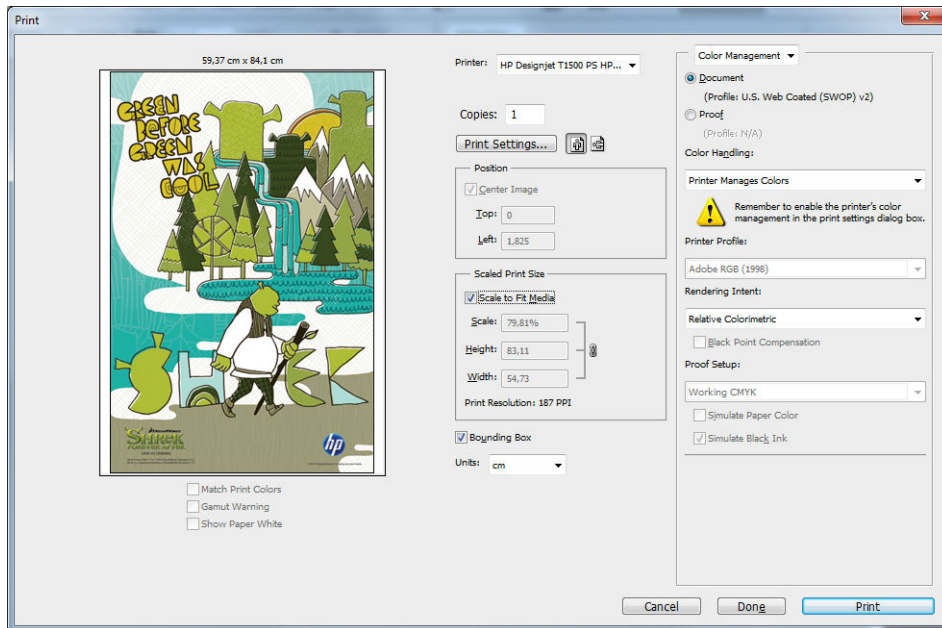 Print
59,37 cm x 84,1 cm
GREEN
BEFORE
GREEN
WAS
COOL
SHREK
SHREK
FOREVER AFTER
hp
Match Print Colors
Gamut Warning
Show Paper White
Printer: HP Designjet T1500 PS HP...
Copies: 1
Print Settings...
Position
Center Image
Top: 0
Left: 1,825
Scaled Print Size
Scale to Fit Media
Scale: 79,81%
Height: 83,11
Width: 54,73
Print Resolution: 187 PPI
Bounding Box
Units: cm
Color Management
Document
(Profile: U.S. Web Coated (SWOP) v2)
Proof
(Profile: N/A)
Color Handling:
Printer Manages Colors
Remember to enable the printer's color
management in the print settings dialog box.
Printer Profile:
Adobe RGB (1998)
Rendering Intent:
Relative Colorimetric
Black Point Compensation
Proof Setup:
Working CMYK
Simulate Paper Color
Simulate Black Ink
Cancel
Done
Print